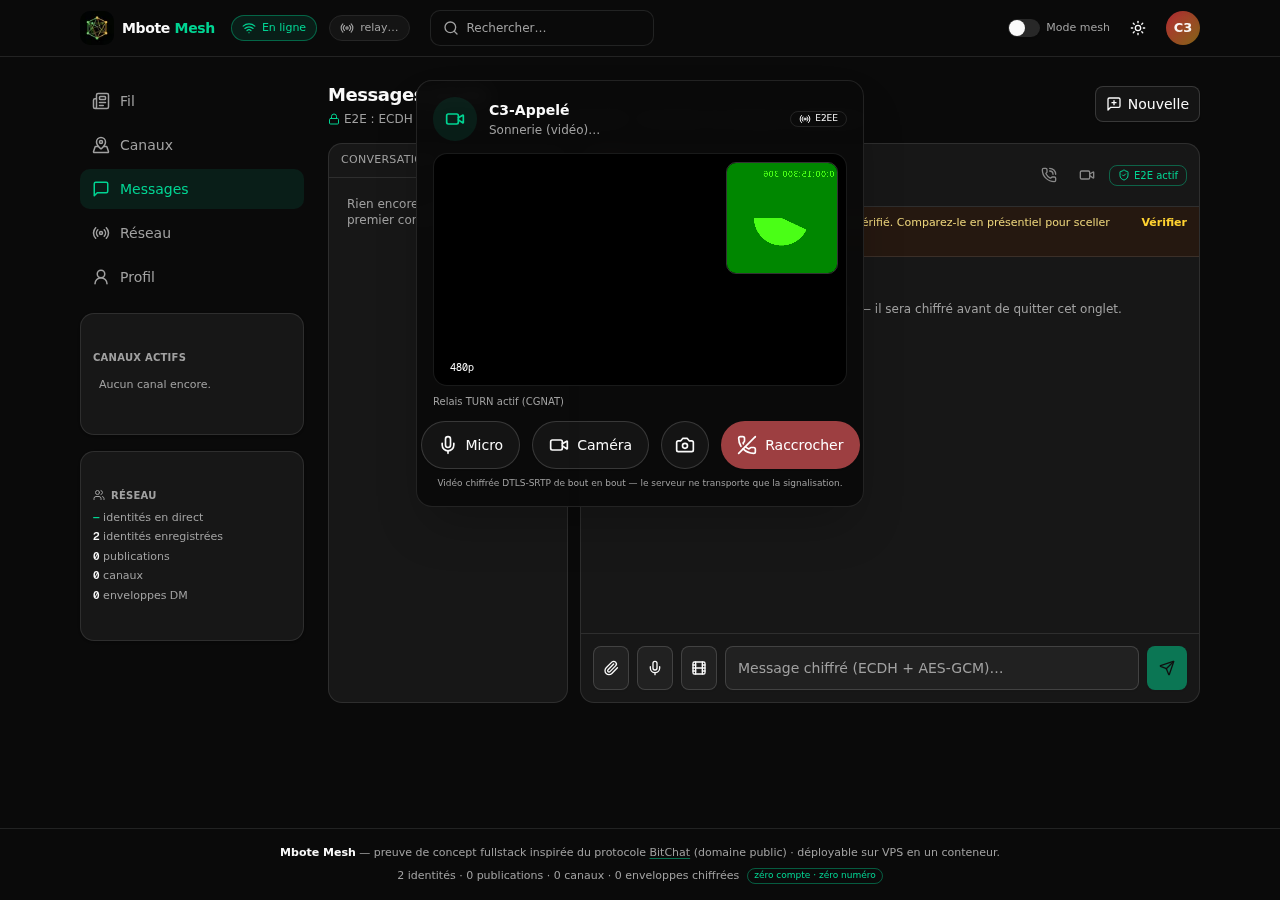 Mbote Mesh
En ligne
relay…
Rechercher…
Mode mesh
C3
Fil
Canaux
Messages
Réseau
Profil
CANAUX ACTIFS
Aucun canal encore.
RÉSEAU
– identités en direct
2 identités enregistrées
0 publications
0 canaux
0 enveloppes DM
Messages
E2E : ECDH
Nouvelle
Rien encore
E2E actif
Comparez-le en présentiel pour sceller
Vérifier
– il sera chiffré avant de quitter cet onglet.
C3-Appelé
Sonnerie (vidéo)…
E2EE
480p
Relais TURN actif (CGNAT)
Micro
Caméra
Raccrocher
Vidéo chiffrée DTLS-SRTP de bout en bout — le serveur ne transporte que la signalisation.
Message chiffré (ECDH + AES-GCM)…
Mbote Mesh — preuve de concept fullstack inspirée du protocole BitChat (domaine public) · déployable sur VPS en un conteneur.
2 identités · 0 publications · 0 canaux · 0 enveloppes chiffrées zéro compte · zéro numéro